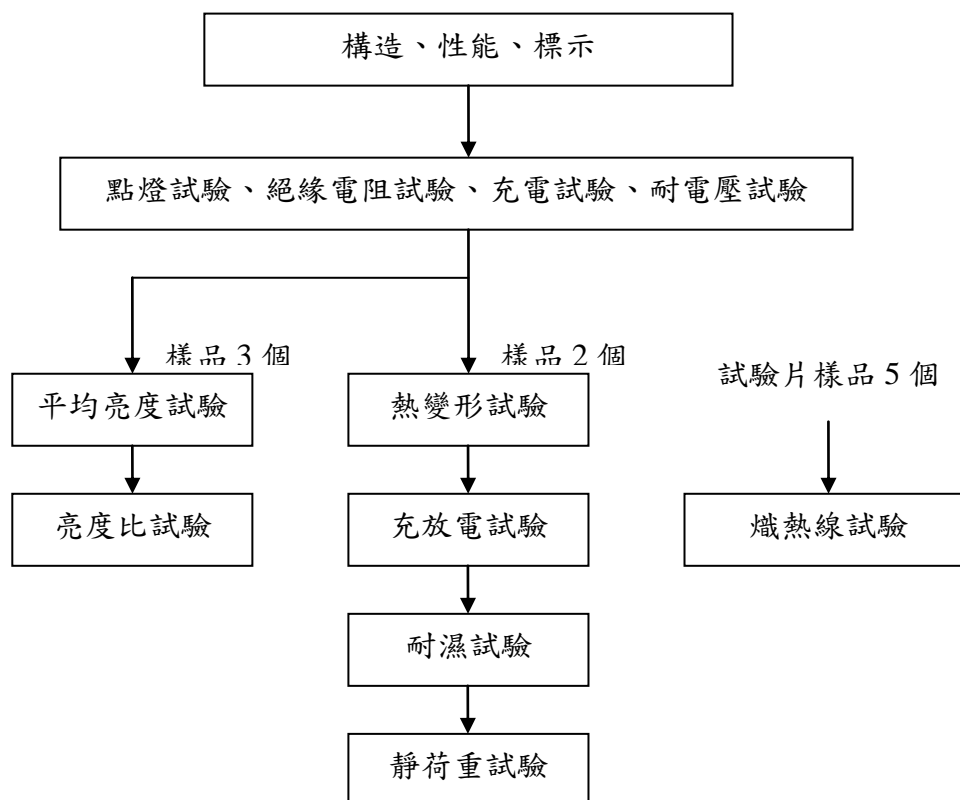 構造、性能、標示
點燈試驗、絕緣電阻試驗、充電試驗、耐電壓試驗
樣品 3 個
樣品 2 個
試驗片樣品 5 個
平均亮度試驗
熱變形試驗
亮度比試驗
充放電試驗
熾熱線試驗
耐濕試驗
靜荷重試驗